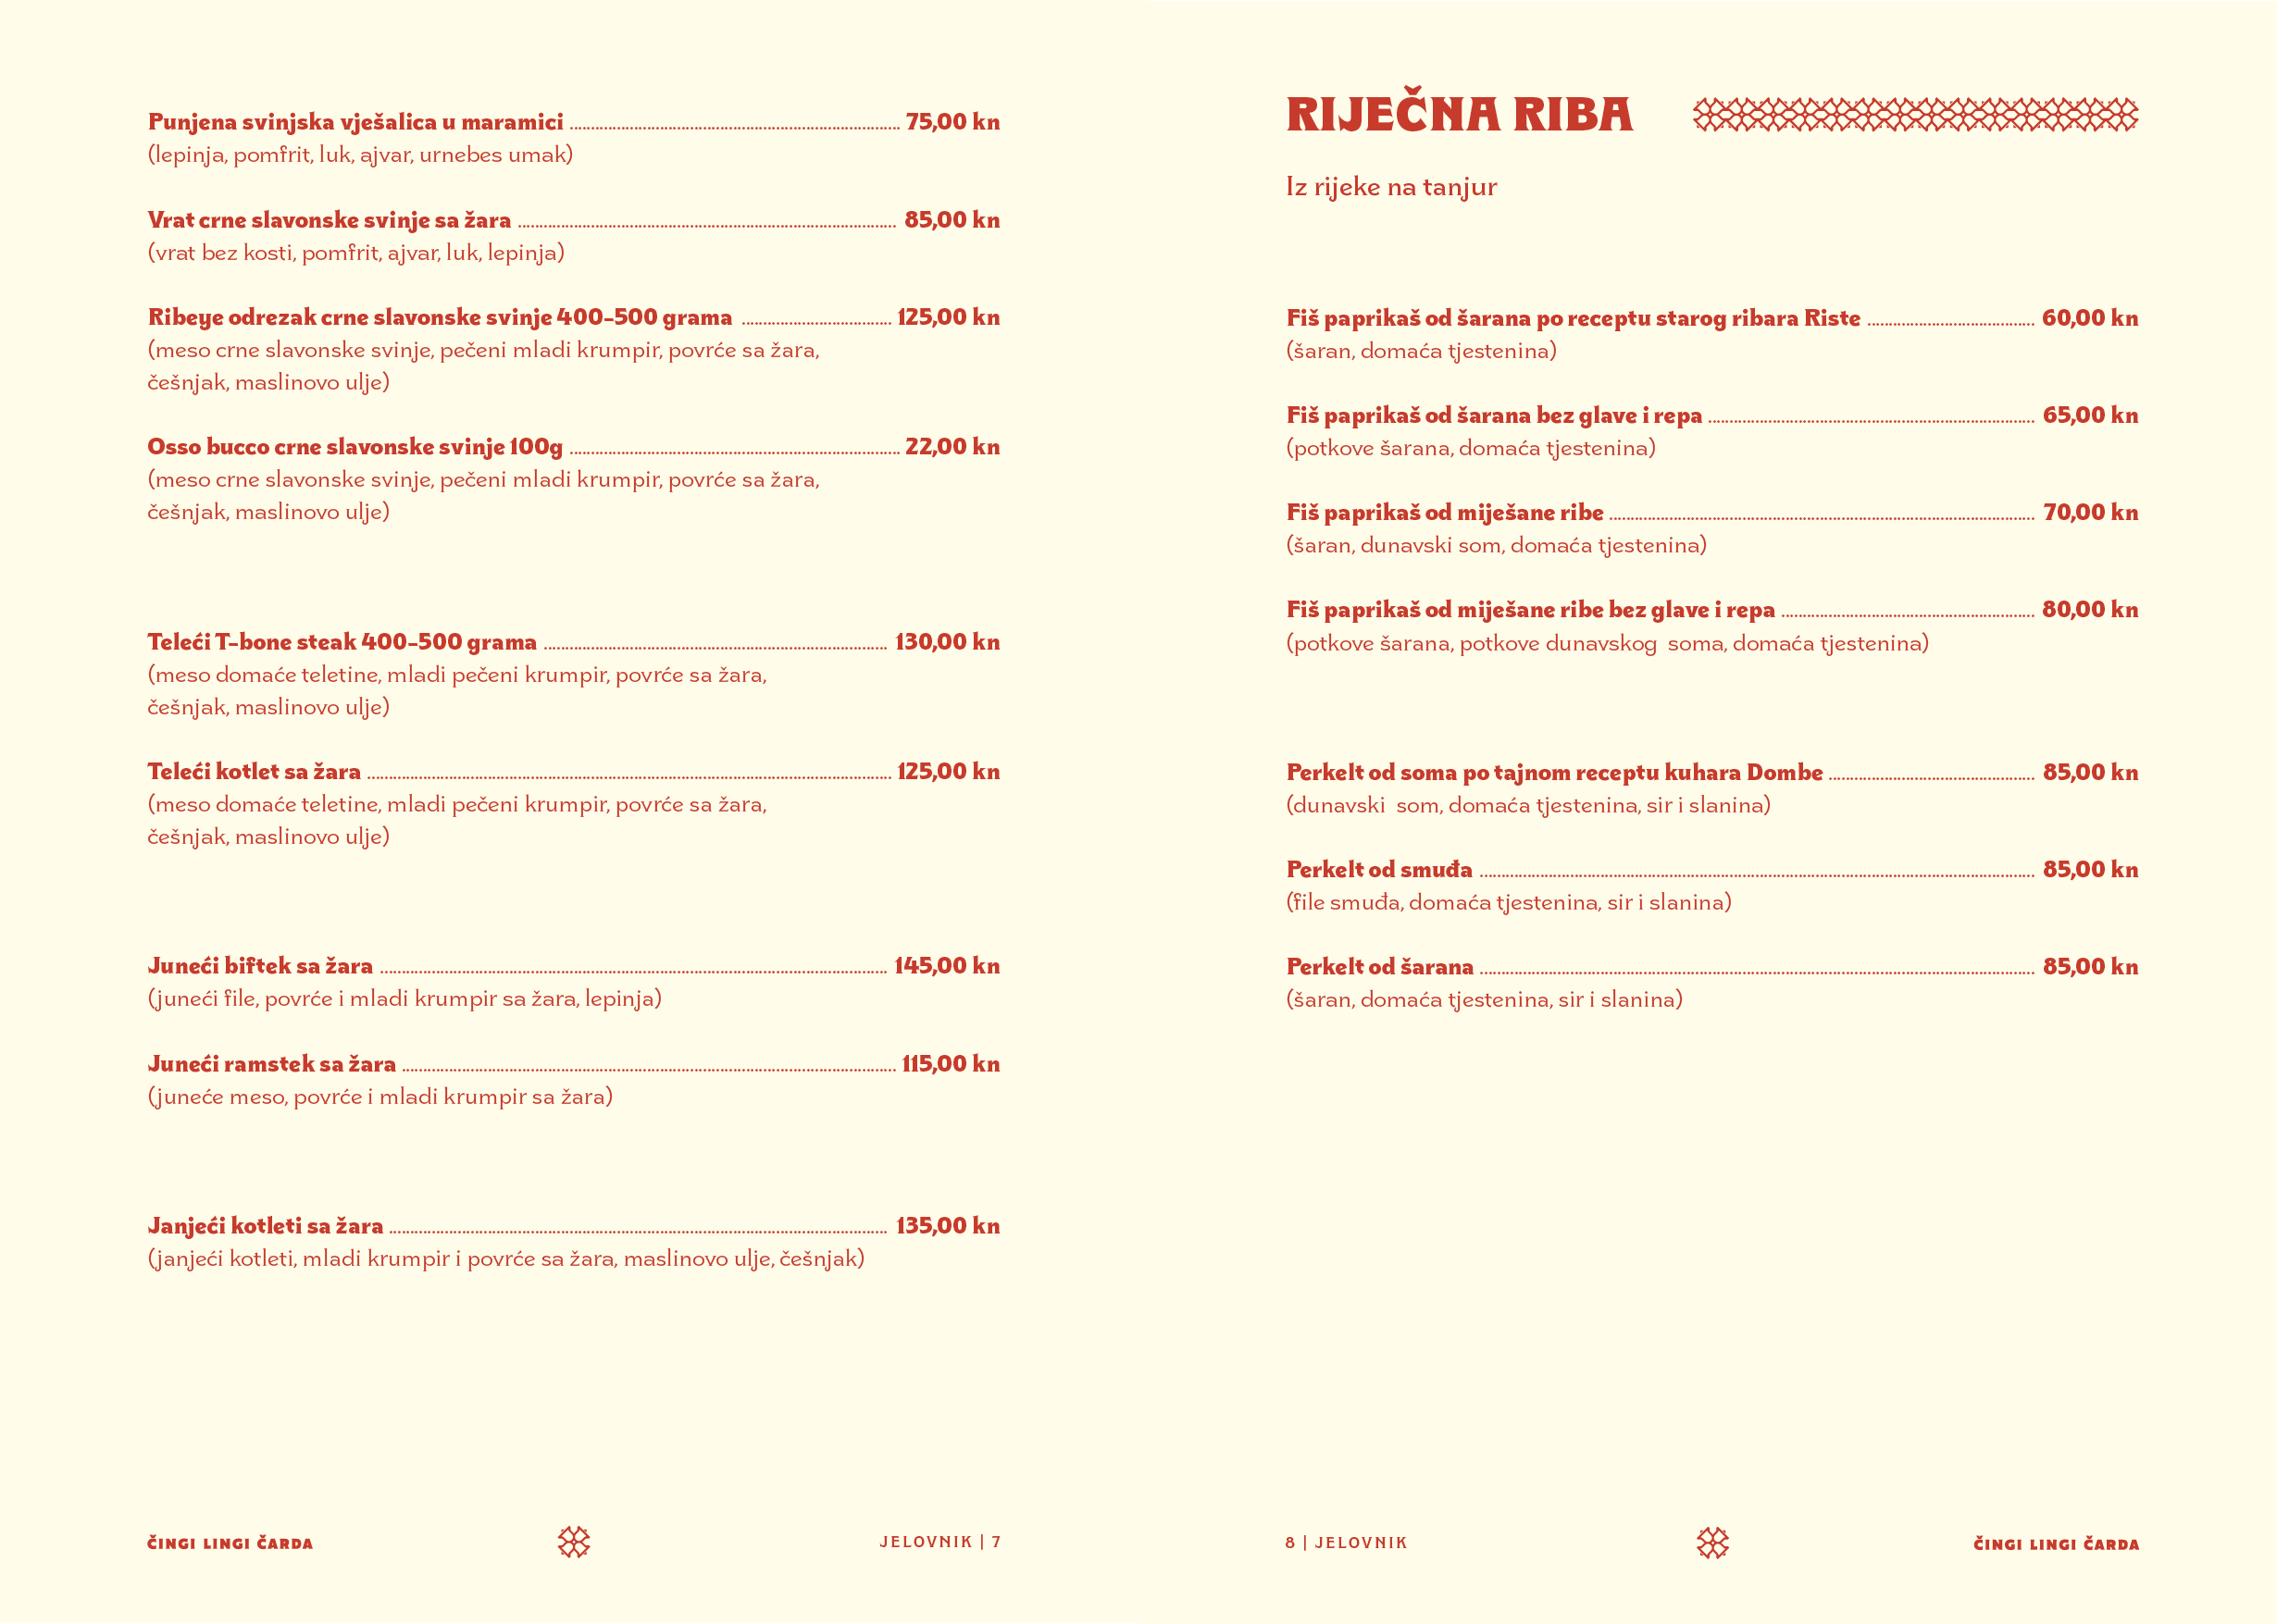 Punjena svinjska vješalica u maramici 75,00 kn
(lepinja, pomfrit, luk, ajvar, urnebes umak)
Vrat crne slavonske svinje sa žara 85,00 kn
(vrat bez kosti, pomfrit, ajvar, luk, lepinja)
Ribeye odrezak crne slavonske svinje 400-500 grama 125,00 kn
(meso crne slavonske svinje, pečeni mladi krumpir, povrće sa žara,
češnjak, maslinovo ulje)
Osso bucco crne slavonske svinje 100g 22,00 kn
(meso crne slavonske svinje, pečeni mladi krumpir, povrće sa žara,
češnjak, maslinovo ulje)
Teleći T-bone steak 400-500 grama 130,00 kn
(meso domaće teletine, mladi pečeni krumpir, povrće sa žara,
češnjak, maslinovo ulje)
Teleći kotlet sa žara 125,00 kn
(meso domaće teletine, mladi pečeni krumpir, povrće sa žara,
češnjak, maslinovo ulje)
Juneći biftek sa žara 145,00 kn
(juneći file, povrće i mladi krumpir sa žara, lepinja)
Juneći ramstek sa žara 115,00 kn
(juneće meso, povrće i mladi krumpir sa žara)
Janjeći kotleti sa žara 135,00 kn
(janjeći kotleti, mladi krumpir i povrće sa žara, maslinovo ulje, češnjak)
ČINGI LINGI ČARDA
JELOVNIK | 7
RIJEČNA RIBA
Iz rijeke na tanjur
Fiš paprikaš od šarana po receptu starog ribara Riste 60,00 kn
(šaran, domaća tjestenina)
Fiš paprikaš od šarana bez glave i repa 65,00 kn
(potkove šarana, domaća tjestenina)
Fiš paprikaš od miješane ribe 70,00 kn
(šaran, dunavski som, domaća tjestenina)
Fiš paprikaš od miješane ribe bez glave i repa 80,00 kn
(potkove šarana, potkove dunavskog soma, domaća tjestenina)
Perkelt od soma po tajnom receptu kuhara Dombe 85,00 kn
(dunavski som, domaća tjestenina, sir i slanina)
Perkelt od smuđa 85,00 kn
(file smuđa, domaća tjestenina, sir i slanina)
Perkelt od šarana 85,00 kn
(šaran, domaća tjestenina, sir i slanina)
8 | JELOVNIK
ČINGI LINGI ČARDA